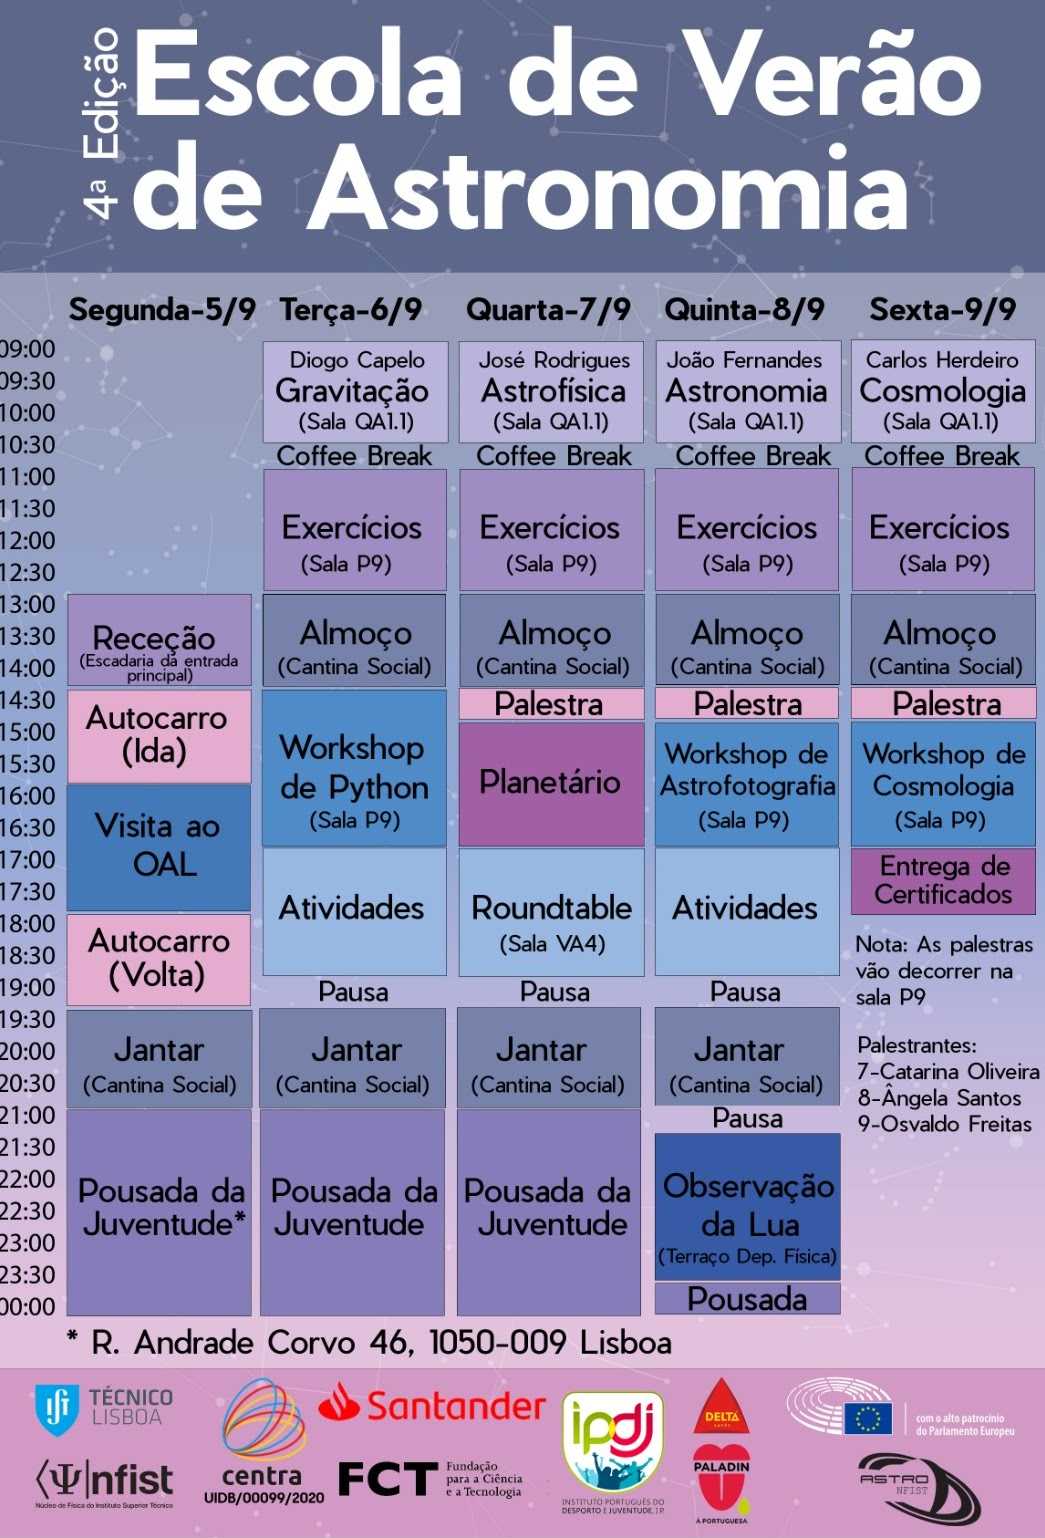 4ª Edição
Escola de Verão
de Astronomia
Segunda-5/9 Terça-6/9 Quarta-7/9 Quinta-8/9 Sexta-9/9
09:00
09:30
10:00
10:30
11:00
11:30
12:00
12:30
13:00
13:30
14:00
14:30
15:00
15:30
16:00
16:30
17:00
17:30
18:00
18:30
19:00
19:30
20:00
20:30
21:00
21:30
22:00
22:30
23:00
23:30
00:00
Receção
(Escadaria da entrada
principal)
Autocarro
(Ida)
Visita ao
OAL
Autocarro
(Volta)
Jantar
(Cantina Social)
Pousada da
Juventude*
Diogo Capelo
Gravitação
(Sala QA1.1)
Coffee Break
Exercícios
(Sala P9)
Almoço
(Cantina Social)
Workshop
de Python
(Sala P9)
Atividades
Pausa
Jantar
(Cantina Social)
Pousada da
Juventude
José Rodrigues
Astrofísica
(Sala QA1.1)
Coffee Break
Exercícios
(Sala P9)
Almoço
(Cantina Social)
Palestra
Planetário
Roundtable
(Sala VA4)
Pausa
Jantar
(Cantina Social)
Pousada da
Juventude
João Fernandes
Astronomia
(Sala QA1.1)
Coffee Break
Exercícios
(Sala P9)
Almoço
(Cantina Social)
Palestra
Workshop de
Astrofotografia
(Sala P9)
Atividades
Pausa
Jantar
(Cantina Social)
Pausa
Observação
da Lua
(Terraço Dep. Física)
Pousada
Carlos Herdeiro
Cosmologia
(Sala QA1.1)
Coffee Break
Exercícios
(Sala P9)
Almoço
(Cantina Social)
Palestra
Workshop de
Cosmologia
(Sala P9)
Entrega de
Certificados
Nota: As palestras
vão decorrer na
sala P9
Palestrantes:
7-Catarina Oliveira
8-Ângela Santos
9-Osvaldo Freitas
* R. Andrade Corvo 46, 1050-009 Lisboa
TÉCNICO
LISBOA
⟨Ψ|nfist
Núcleo de Física do Instituto Superior Técnico
centra
UIDB/00099/2020
Santander
FCT
Fundação
para a Ciência
e a Tecnologia
ipdj
INSTITUTO PORTUGUÊS DO
DESPORTO E JUVENTUDE, I.P.
DELTA
CAFÉS
PALADIN
À PORTUGUESA
com o alto patrocínio
do Parlamento Europeu
ASTRO
NFIST